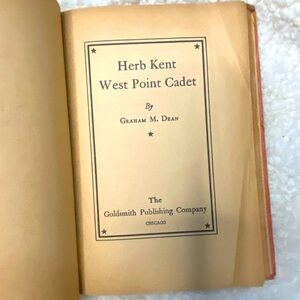 Herb Kent
West Point Cadet
By
Graham M. Dean
The
Goldsmith Publishing Company
CHICAGO